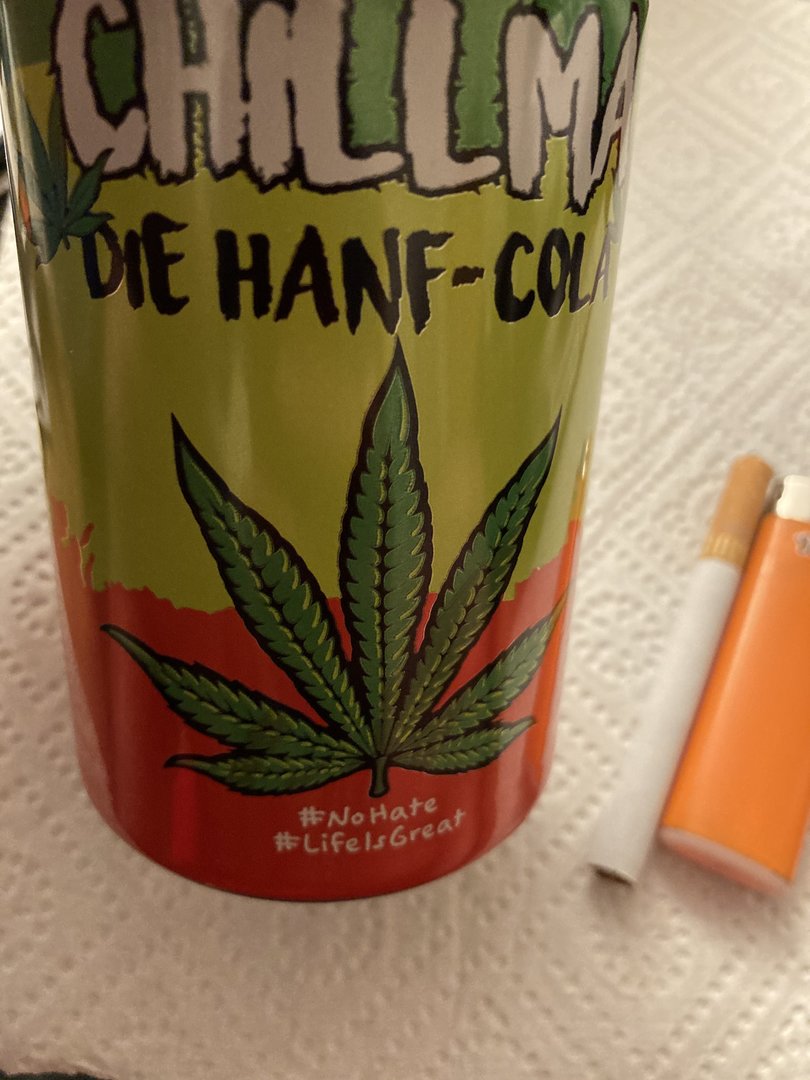 CHILLMA
DIE HANF-COLA
#NoHate
#LifeIsGreat